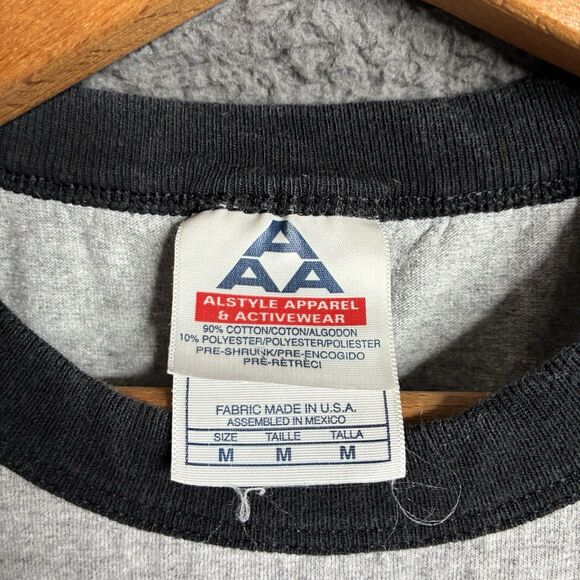 A
A A
ALSTYLE APPAREL
& ACTIVEWEAR
90% COTTON/COTON/ALGODON
10% POLYESTER/POLYESTER/POLIESTER
PRE-SHRUNK/PRE-ENCOGIDO
PRÉ-RÉTRÉCI
FABRIC MADE IN U.S.A.
ASSEMBLED IN MEXICO
SIZE TAILLE TALLA
M M M